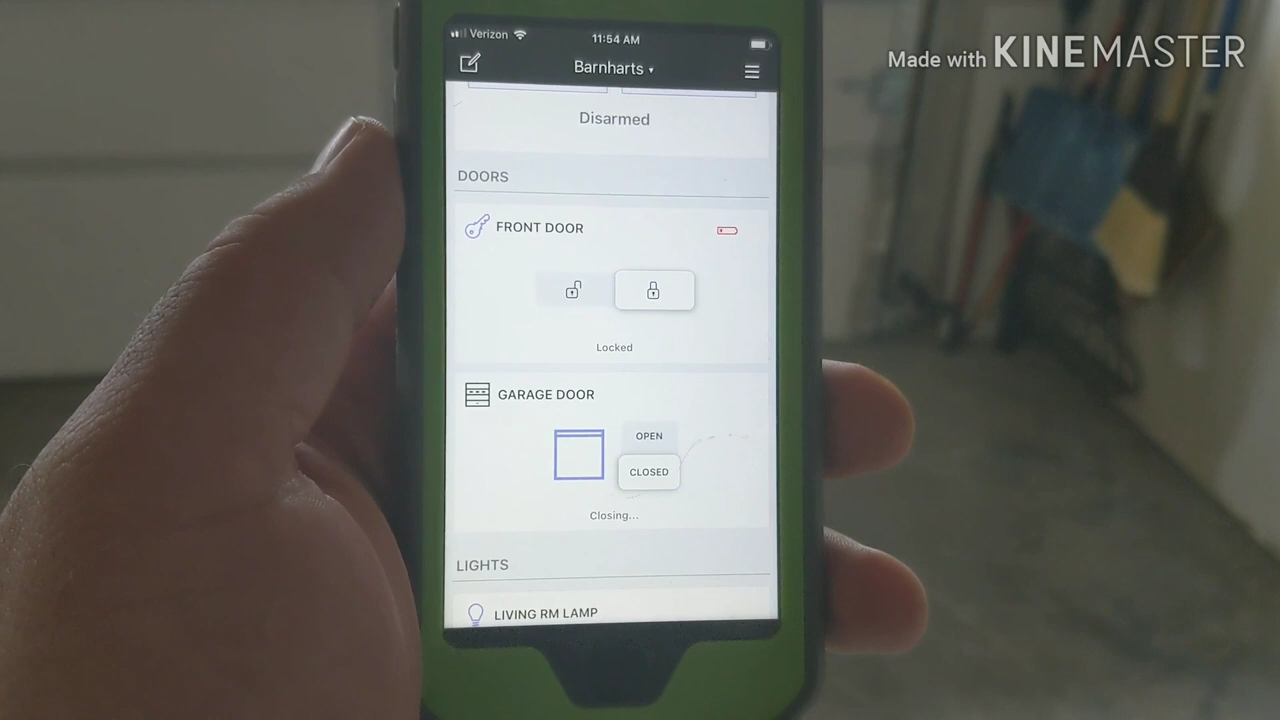 Verizon
11:54 AM
Made with KINEMASTER
Barnharts
Disarmed
DOORS
FRONT DOOR
Locked
GARAGE DOOR
OPEN
CLOSED
Closing...
LIGHTS
LIVING RM LAMP